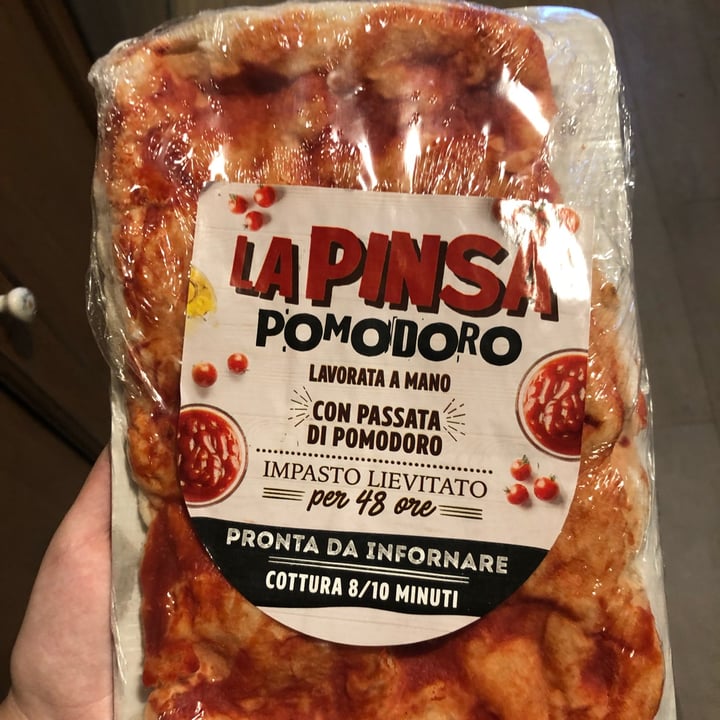 LA PINSA
POMODORO
LAVORATA A MANO
CON PASSATA
DI POMODORO
IMPASTO LIEVITATO
per 48 ore
PRONTA DA INFORNARE
COTTURA 8/10 MINUTI